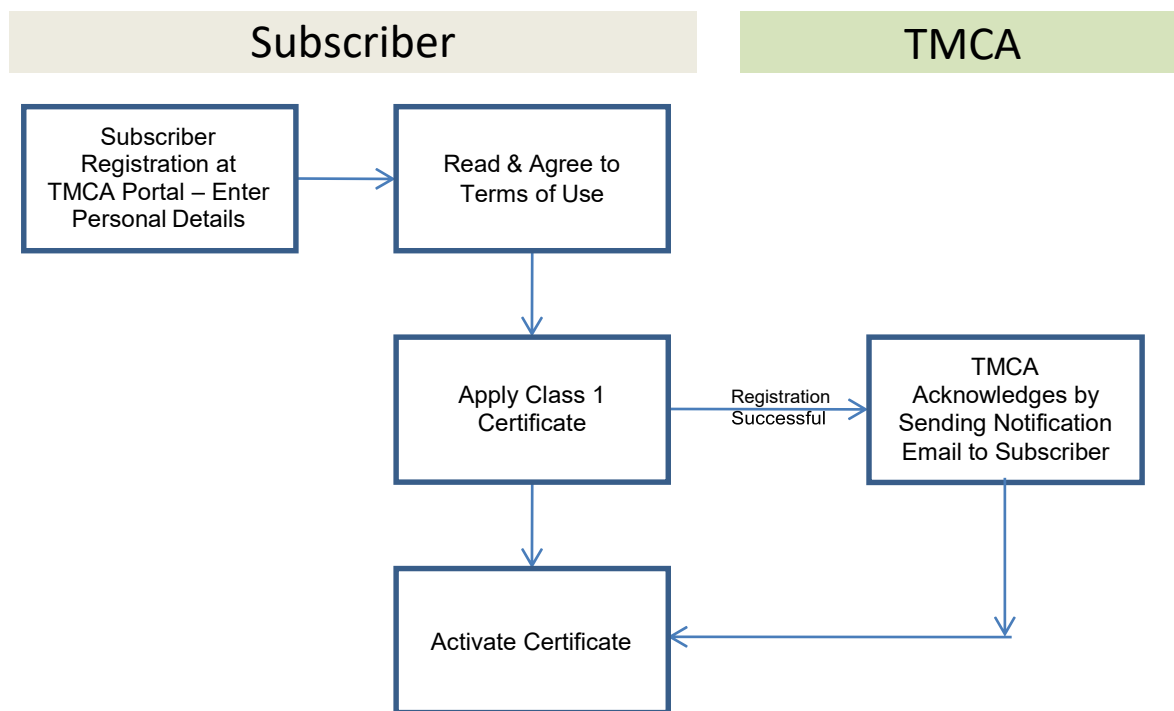 Subscriber
TMCA
Subscriber
Registration at
TMCA Portal – Enter
Personal Details
Read & Agree to
Terms of Use
Apply Class 1
Certificate
Registration
Successful
TMCA
Acknowledges by
Sending Notification
Email to Subscriber
Activate Certificate